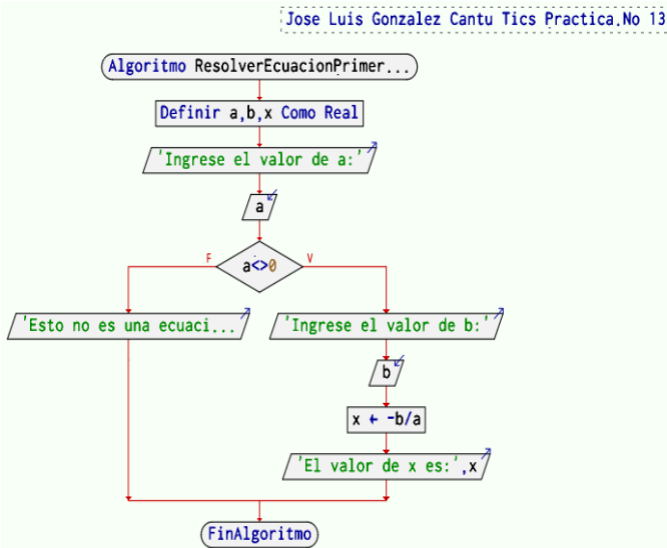 Jose Luis Gonzalez Cantu Tics Practica.No 13
Algoritmo ResolverEcuacionPrimer...
Definir a,b,x Como Real
'Ingrese el valor de a:'
a
F
a<>0
V
'Esto no es una ecuaci...
'Ingrese el valor de b:'
b
x ← -b/a
'El valor de x es:',x
FinAlgoritmo